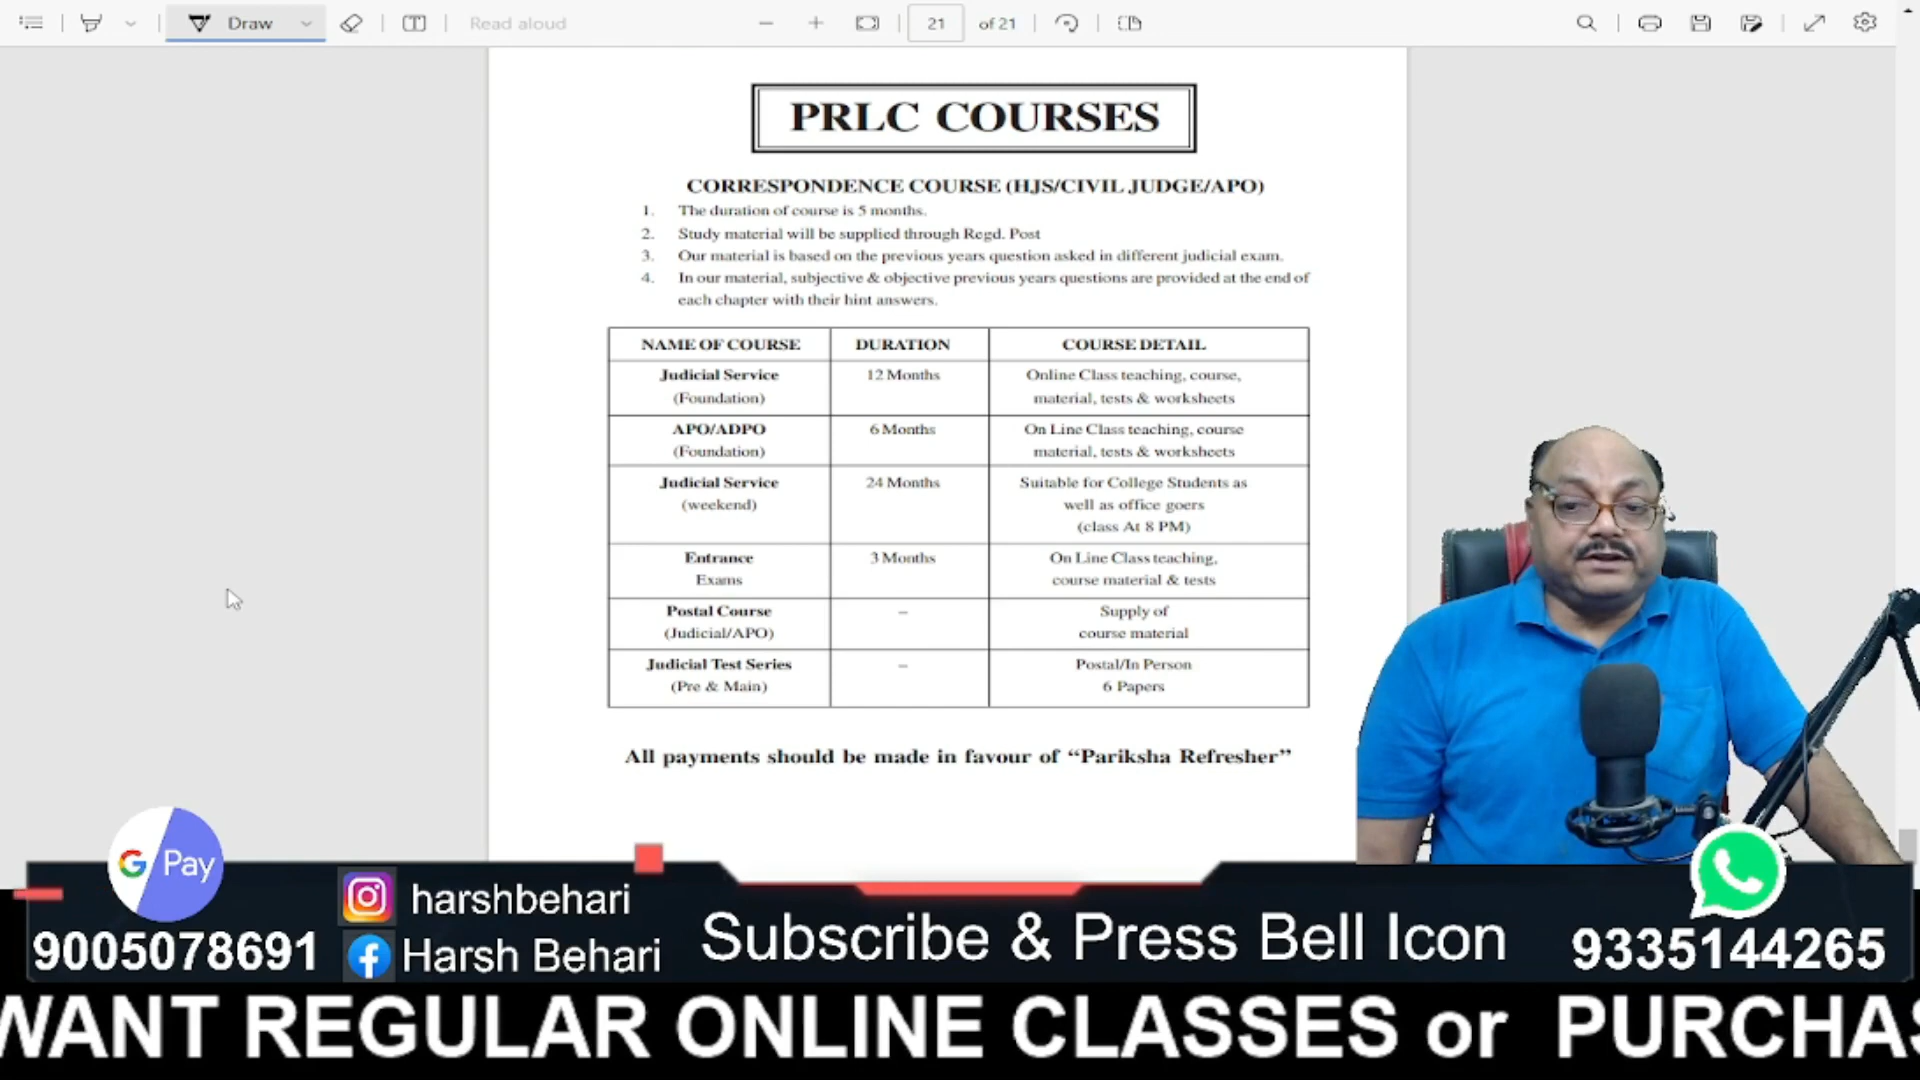 Draw
Read aloud
21 of 21
PRLC COURSES
CORRESPONDENCE COURSE (HJS/CIVIL JUDGE/APO)
1. The duration of course is 5 months.
2. Study material will be supplied through Regd. Post
3. Our material is based on the previous years question asked in different judicial exam.
4. In our material, subjective & objective previous years questions are provided at the end of
each chapter with their hint answers.
NAME OF COURSE DURATION COURSE DETAIL
Judicial Service 12 Months Online Class teaching, course,
(Foundation) material, tests & worksheets
APO/ADPO 6 Months On Line Class teaching, course
(Foundation) material, tests & worksheets
Judicial Service 24 Months Suitable for College Students as
(weekend) well as office goers
(class At 8 PM)
Entrance 3 Months On Line Class teaching,
Exams course material & tests
Postal Course – Supply of
(Judicial/APO) course material
Judicial Test Series – Postal/In Person
(Pre & Main) 6 Papers
All payments should be made in favour of “Pariksha Refresher”
G Pay
9005078691
harshbehari
Harsh Behari
Subscribe & Press Bell Icon
9335144265
WANT REGULAR ONLINE CLASSES or PURCHAS